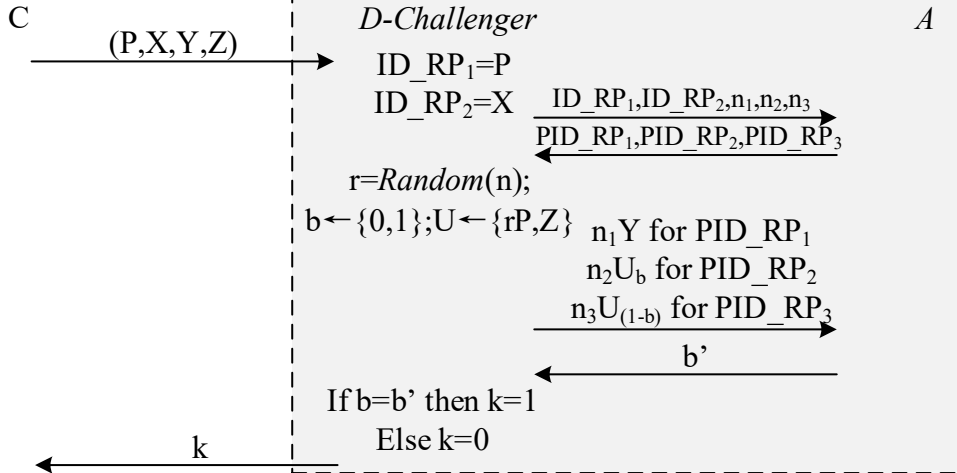 C
D-Challenger
A
(P,X,Y,Z)
ID_RP₁=P
ID_RP₂=X
ID_RP₁,ID_RP₂,n₁,n₂,n₃
PID_RP₁,PID_RP₂,PID_RP₃
r=Random(n);
b←{0,1};U←{rP,Z}
n₁Y for PID_RP₁
n₂U_b for PID_RP₂
n₃U₍₁₋b₎ for PID_RP₃
b’
If b=b’ then k=1
Else k=0
k